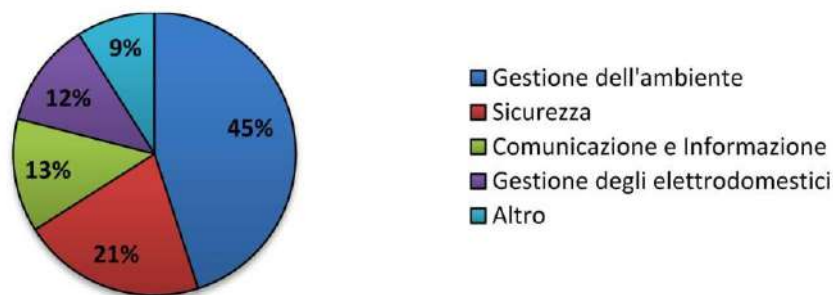 9%
12%
45%
13%
21%
Gestione dell'ambiente
Sicurezza
Comunicazione e Informazione
Gestione degli elettrodomestici
Altro